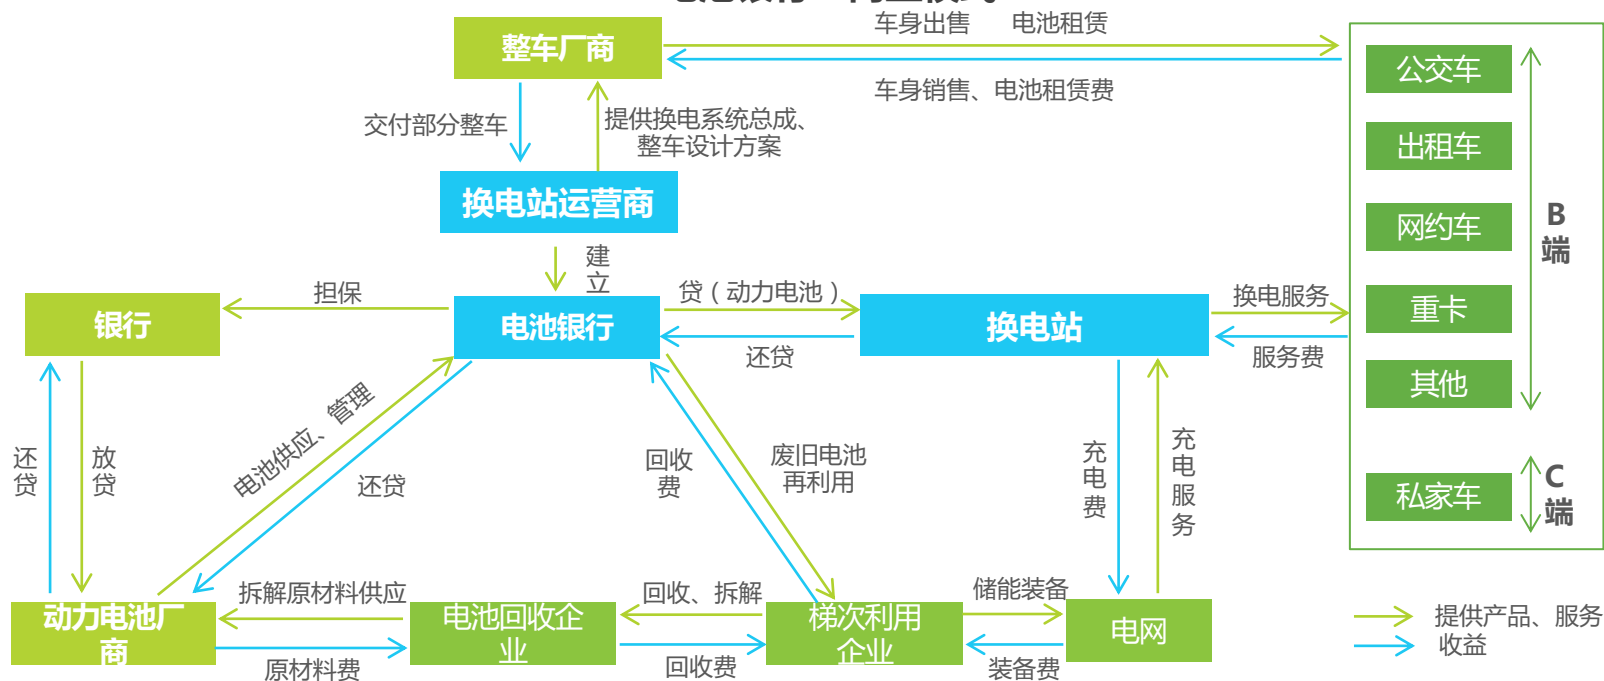 车身出售 电池租赁
整车厂商
车身销售、电池租赁费
公交车
交付部分整车
提供换电系统总成、
整车设计方案
出租车
换电站运营商
网约车
B
端
建
立
担保
贷(动力电池)
换电服务
银行
电池银行
换电站
重卡
还贷
服务费
其他
电池供应、管理
还贷
还
贷
放
贷
回收
费
废旧电池
再利用
充
电
费
充
电
服
务
私家车
C
端
拆解原材料供应
回收、拆解
储能装备
动力电池厂
商
电池回收企
业
梯次利用
企业
电网
原材料费
回收费
装备费
提供产品、服务
收益